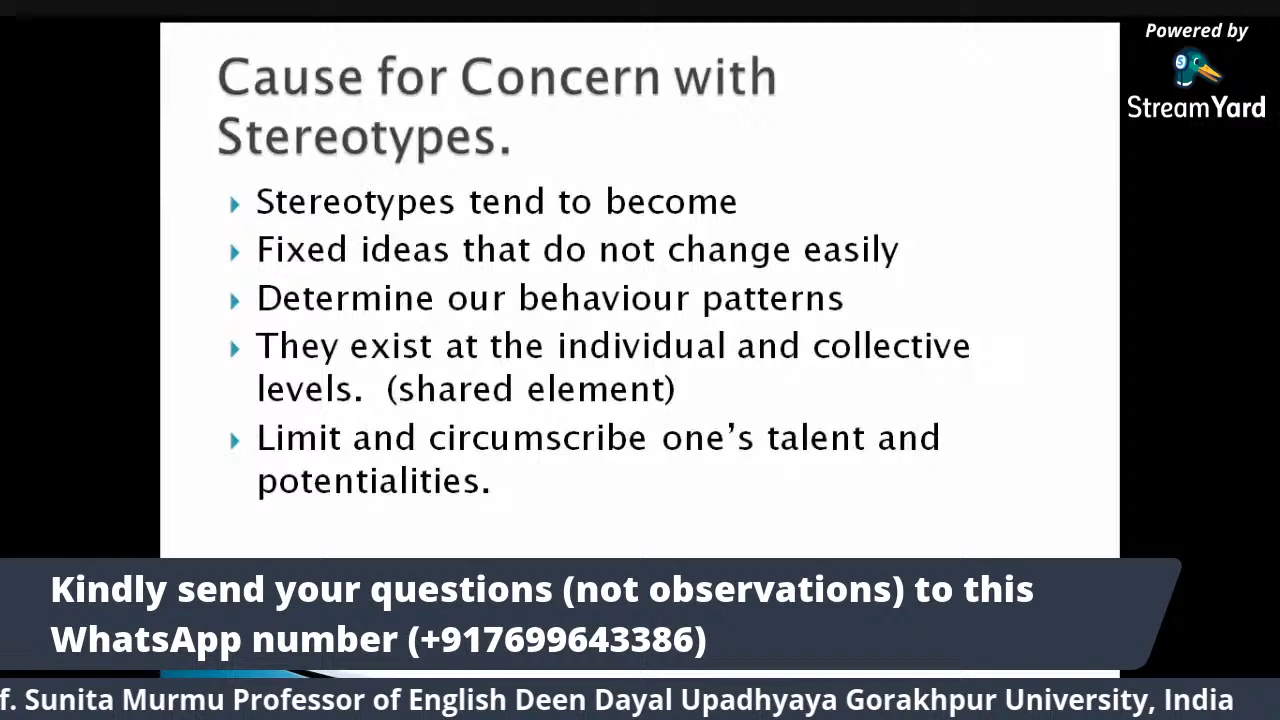 Powered by
StreamYard
Cause for Concern with
Stereotypes.
Stereotypes tend to become
Fixed ideas that do not change easily
Determine our behaviour patterns
They exist at the individual and collective
levels.  (shared element)
Limit and circumscribe one’s talent and
potentialities.
Kindly send your questions (not observations) to this
WhatsApp number (+917699643386)
f. Sunita Murmu Professor of English Deen Dayal Upadhyaya Gorakhpur University, India